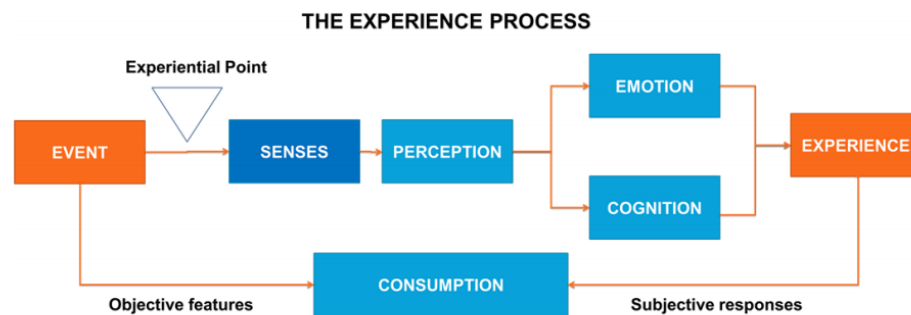 THE EXPERIENCE PROCESS
Experiential Point
EMOTION
EVENT
SENSES
PERCEPTION
EXPERIENCE
COGNITION
CONSUMPTION
Objective features
Subjective responses